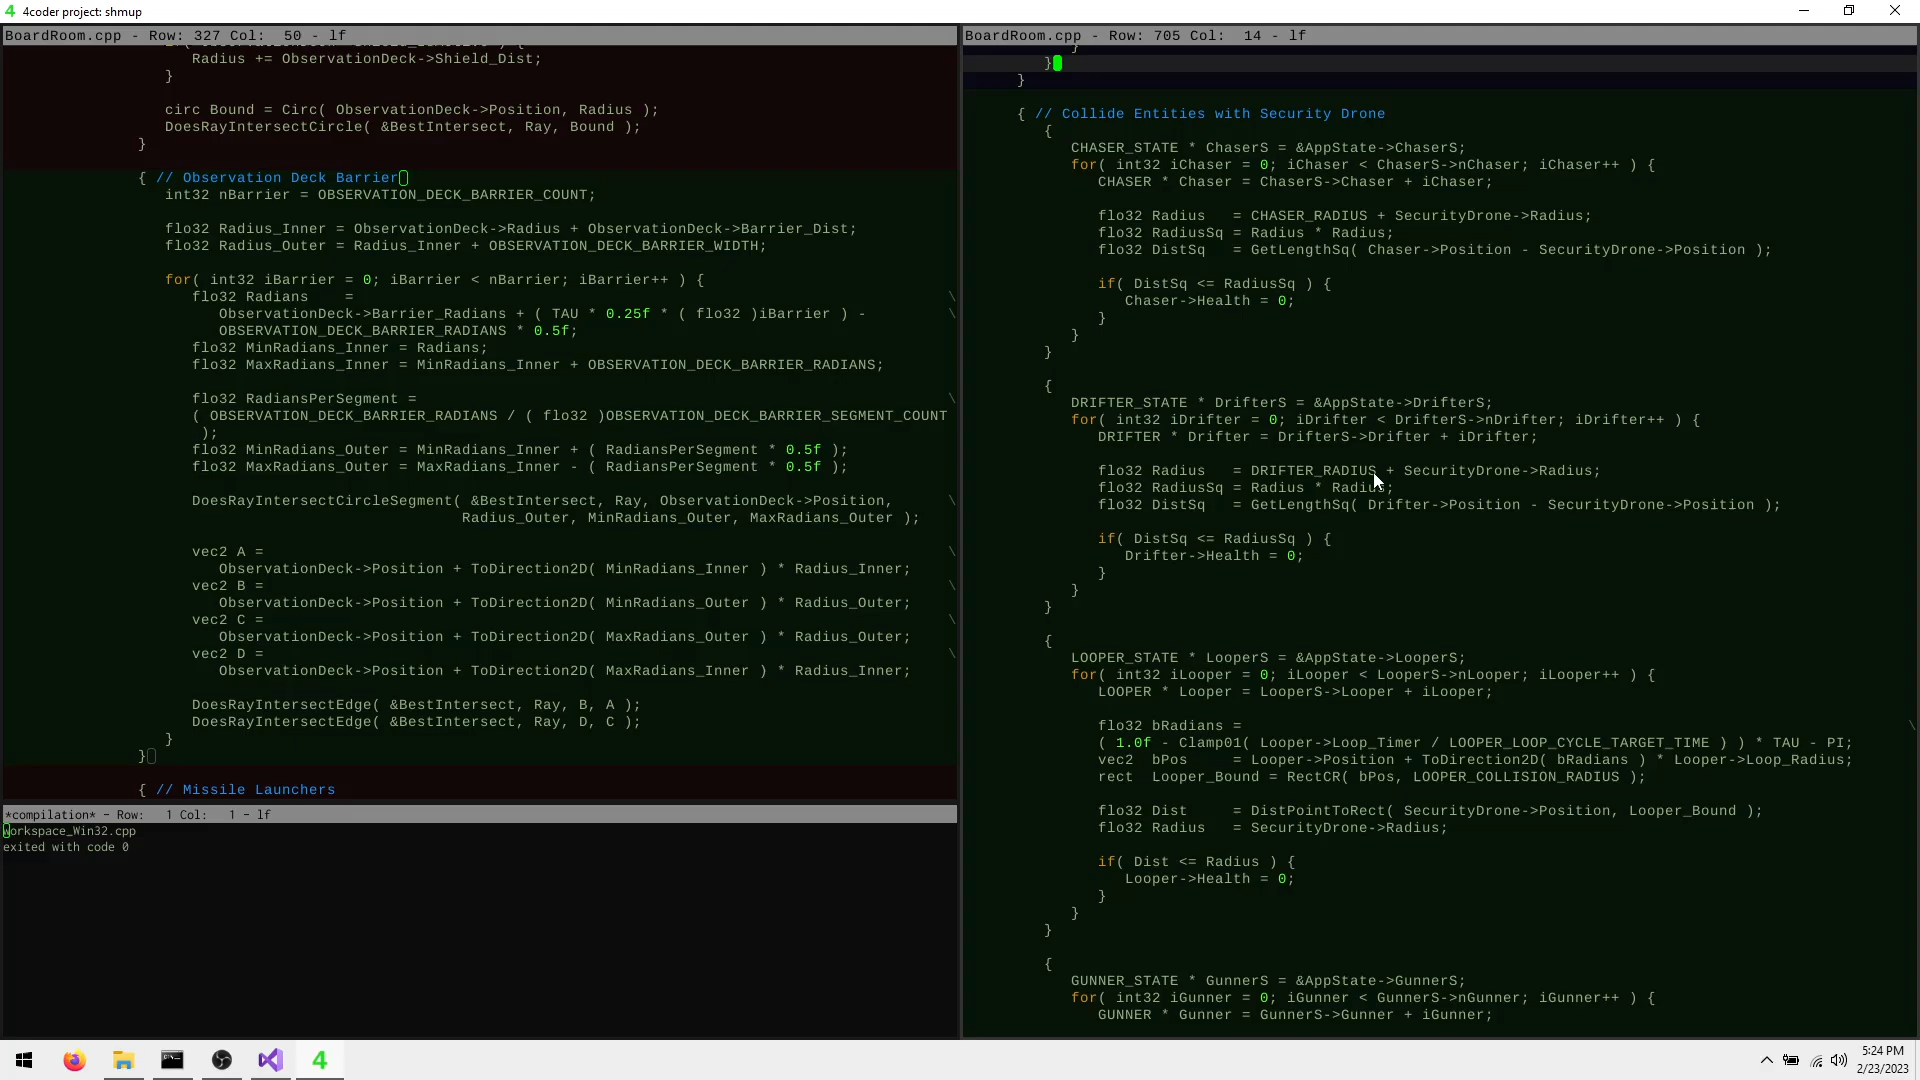 4 4coder project: shmup
BoardRoom.cpp - Row: 327 Col:  50 - lf
Radius += ObservationDeck->Shield_Dist;
}
circ Bound = Circ( ObservationDeck->Position, Radius );
DoesRayIntersectCircle( &BestIntersect, Ray, Bound );
}
{ // Observation Deck Barrier
int32 nBarrier = OBSERVATION_DECK_BARRIER_COUNT;
flo32 Radius_Inner = ObservationDeck->Radius + ObservationDeck->Barrier_Dist;
flo32 Radius_Outer = Radius_Inner + OBSERVATION_DECK_BARRIER_WIDTH;
for( int32 iBarrier = 0; iBarrier < nBarrier; iBarrier++ ) {
flo32 Radians    = \
ObservationDeck->Barrier_Radians + ( TAU * 0.25f * ( flo32 )iBarrier ) - \
OBSERVATION_DECK_BARRIER_RADIANS * 0.5f;
flo32 MinRadians_Inner = Radians;
flo32 MaxRadians_Inner = MinRadians_Inner + OBSERVATION_DECK_BARRIER_RADIANS;
flo32 RadiansPerSegment = \
( OBSERVATION_DECK_BARRIER_RADIANS / ( flo32 )OBSERVATION_DECK_BARRIER_SEGMENT_COUNT
);
flo32 MinRadians_Outer = MinRadians_Inner + ( RadiansPerSegment * 0.5f );
flo32 MaxRadians_Outer = MaxRadians_Inner - ( RadiansPerSegment * 0.5f );
DoesRayIntersectCircleSegment( &BestIntersect, Ray, ObservationDeck->Position, \
Radius_Outer, MinRadians_Outer, MaxRadians_Outer );
vec2 A = \
ObservationDeck->Position + ToDirection2D( MinRadians_Inner ) * Radius_Inner;
vec2 B = \
ObservationDeck->Position + ToDirection2D( MinRadians_Outer ) * Radius_Outer;
vec2 C = \
ObservationDeck->Position + ToDirection2D( MaxRadians_Outer ) * Radius_Outer;
vec2 D = \
ObservationDeck->Position + ToDirection2D( MaxRadians_Inner ) * Radius_Inner;
DoesRayIntersectEdge( &BestIntersect, Ray, B, A );
DoesRayIntersectEdge( &BestIntersect, Ray, D, C );
}
}
{ // Missile Launchers
*compilation* - Row:   1 Col:   1 - lf
workspace_Win32.cpp
exited with code 0
BoardRoom.cpp - Row: 705 Col:  14 - lf
}
}
}
{ // Collide Entities with Security Drone
{
CHASER_STATE * ChaserS = &AppState->ChaserS;
for( int32 iChaser = 0; iChaser < ChaserS->nChaser; iChaser++ ) {
CHASER * Chaser = ChaserS->Chaser + iChaser;
flo32 Radius   = CHASER_RADIUS + SecurityDrone->Radius;
flo32 RadiusSq = Radius * Radius;
flo32 DistSq   = GetLengthSq( Chaser->Position - SecurityDrone->Position );
if( DistSq <= RadiusSq ) {
Chaser->Health = 0;
}
}
}
{
DRIFTER_STATE * DrifterS = &AppState->DrifterS;
for( int32 iDrifter = 0; iDrifter < DrifterS->nDrifter; iDrifter++ ) {
DRIFTER * Drifter = DrifterS->Drifter + iDrifter;
flo32 Radius   = DRIFTER_RADIUS + SecurityDrone->Radius;
flo32 RadiusSq = Radius * Radius;
flo32 DistSq   = GetLengthSq( Drifter->Position - SecurityDrone->Position );
if( DistSq <= RadiusSq ) {
Drifter->Health = 0;
}
}
}
{
LOOPER_STATE * LooperS = &AppState->LooperS;
for( int32 iLooper = 0; iLooper < LooperS->nLooper; iLooper++ ) {
LOOPER * Looper = LooperS->Looper + iLooper;
flo32 bRadians = \
( 1.0f - Clamp01( Looper->Loop_Timer / LOOPER_LOOP_CYCLE_TARGET_TIME ) ) * TAU - PI;
vec2  bPos     = Looper->Position + ToDirection2D( bRadians ) * Looper->Loop_Radius;
rect  Looper_Bound = RectCR( bPos, LOOPER_COLLISION_RADIUS );
flo32 Dist     = DistPointToRect( SecurityDrone->Position, Looper_Bound );
flo32 Radius   = SecurityDrone->Radius;
if( Dist <= Radius ) {
Looper->Health = 0;
}
}
}
{
GUNNER_STATE * GunnerS = &AppState->GunnerS;
for( int32 iGunner = 0; iGunner < GunnerS->nGunner; iGunner++ ) {
GUNNER * Gunner = GunnerS->Gunner + iGunner;
4
5:24 PM
2/23/2023